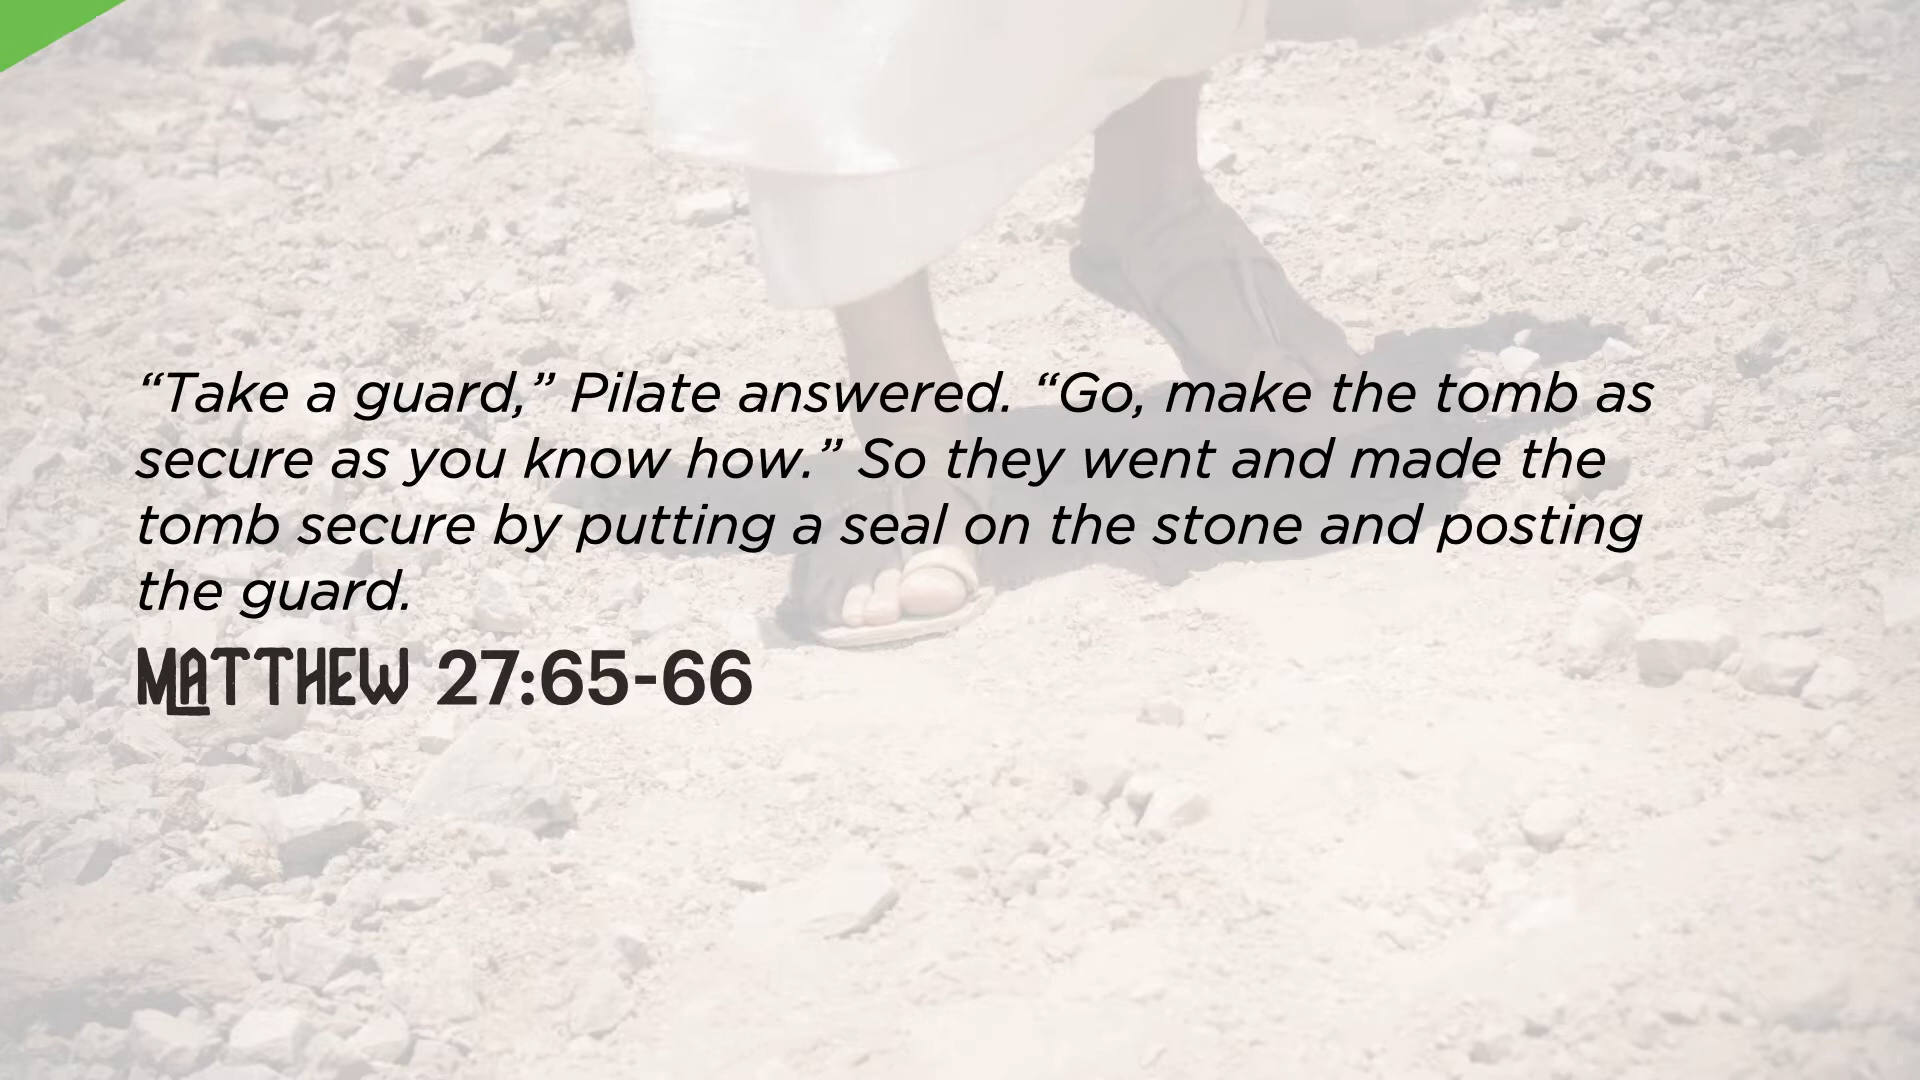 “Take a guard,” Pilate answered. “Go, make the tomb as
secure as you know how.” So they went and made the
tomb secure by putting a seal on the stone and posting
the guard.
MATTHEW 27:65-66